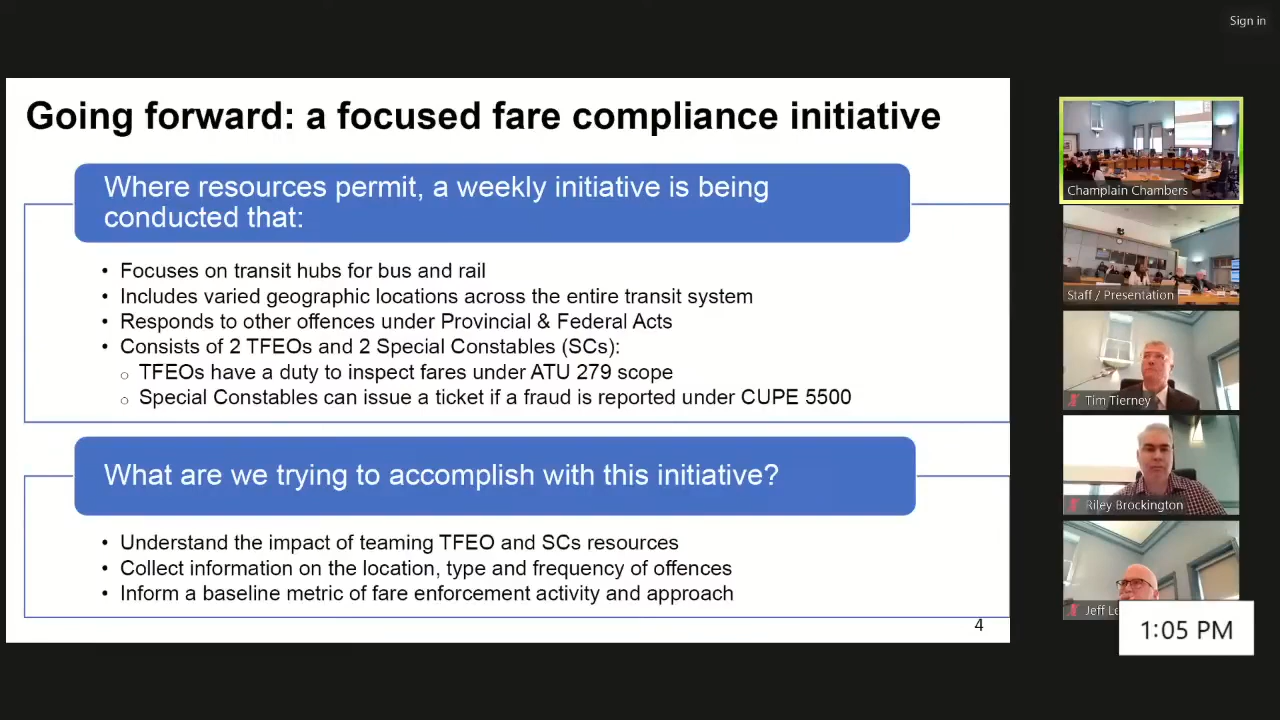 Sign in
Going forward: a focused fare compliance initiative
Where resources permit, a weekly initiative is being
conducted that:
• Focuses on transit hubs for bus and rail
• Includes varied geographic locations across the entire transit system
• Responds to other offences under Provincial & Federal Acts
• Consists of 2 TFEOs and 2 Special Constables (SCs):
○ TFEOs have a duty to inspect fares under ATU 279 scope
○ Special Constables can issue a ticket if a fraud is reported under CUPE 5500
What are we trying to accomplish with this initiative?
• Understand the impact of teaming TFEO and SCs resources
• Collect information on the location, type and frequency of offences
• Inform a baseline metric of fare enforcement activity and approach
4
Champlain Chambers
Staff / Presentation
Tim Tierney
Riley Brockington
Jeff
1:05 PM